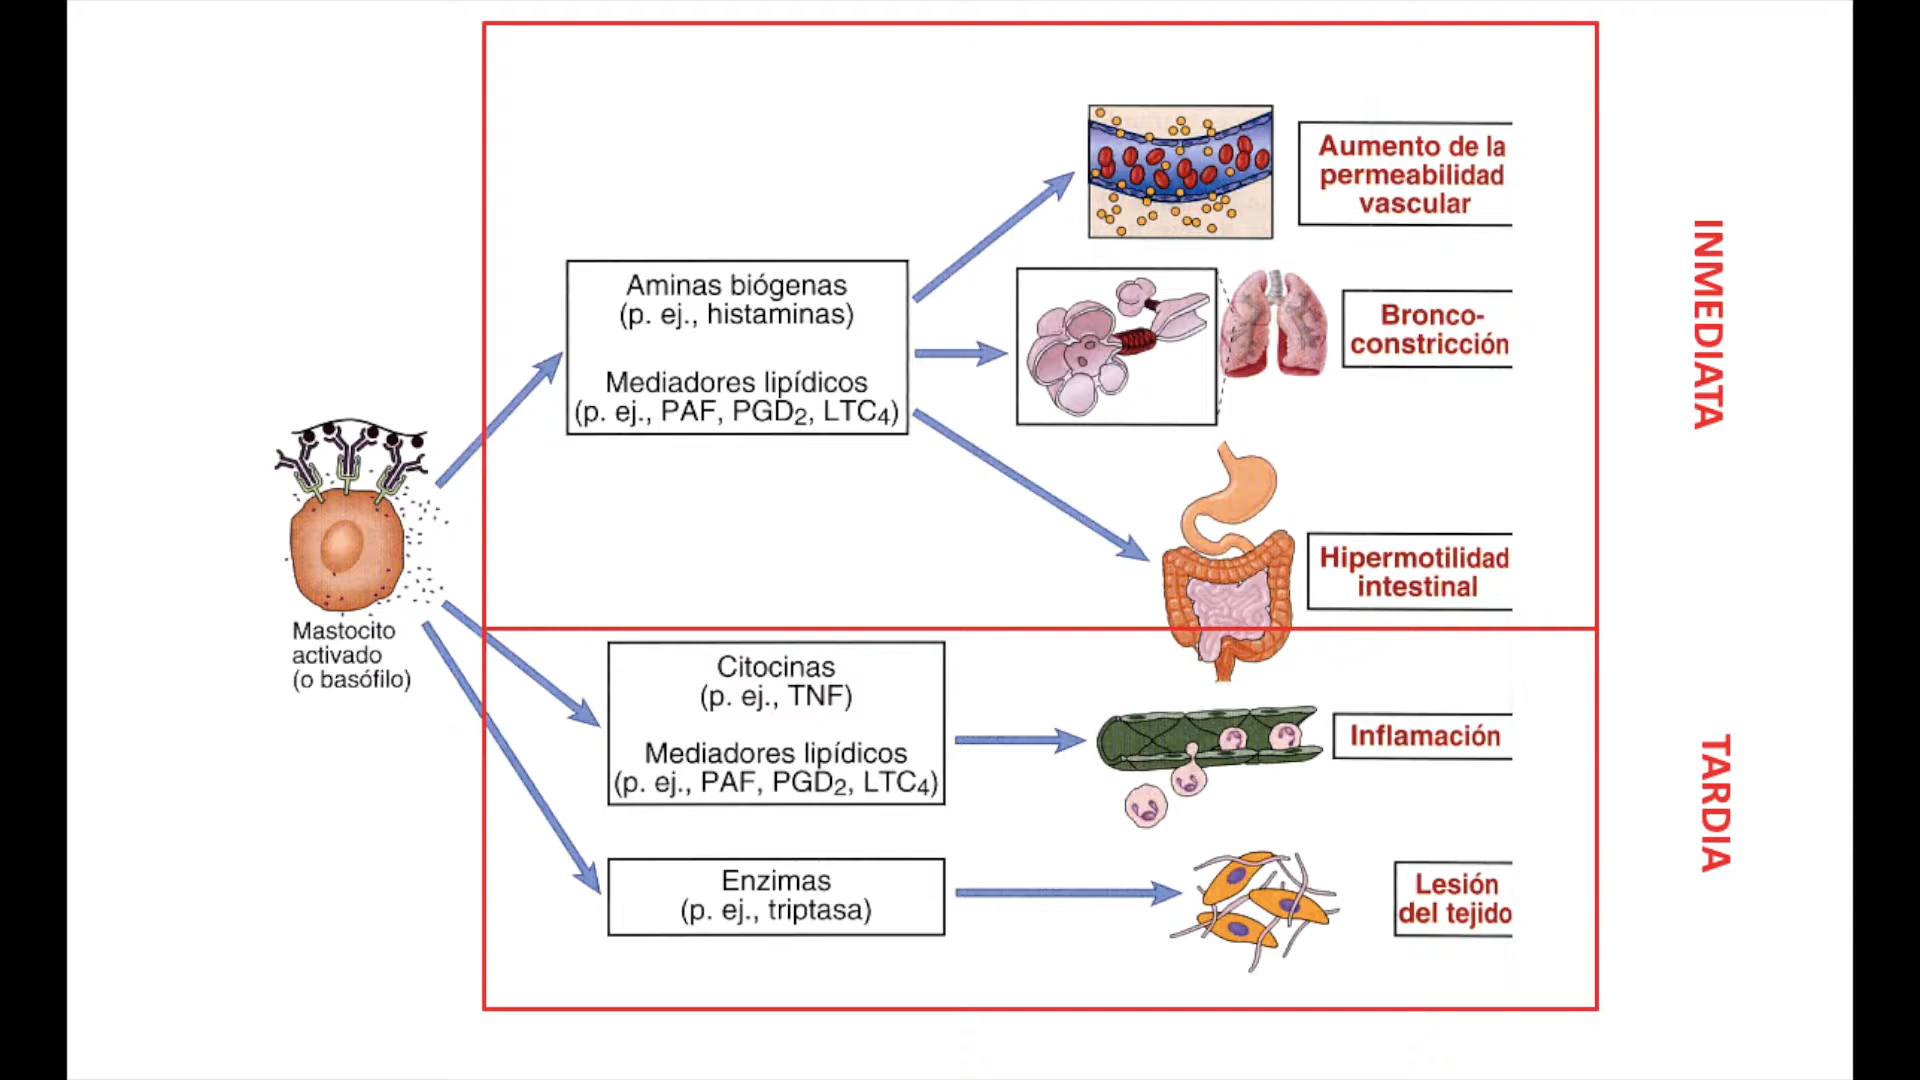 Aumento de la
permeabilidad
vascular
Aminas biógenas
(p. ej., histaminas)
Mediadores lipídicos
(p. ej., PAF, PGD2, LTC4)
Bronco-
constricción
INMEDIATA
Hipermotilidad
intestinal
Mastocito
activado
(o basófilo)
Citocinas
(p. ej., TNF)
Mediadores lipídicos
(p. ej., PAF, PGD2, LTC4)
Inflamación
TARDIA
Enzimas
(p. ej., triptasa)
Lesión
del tejido